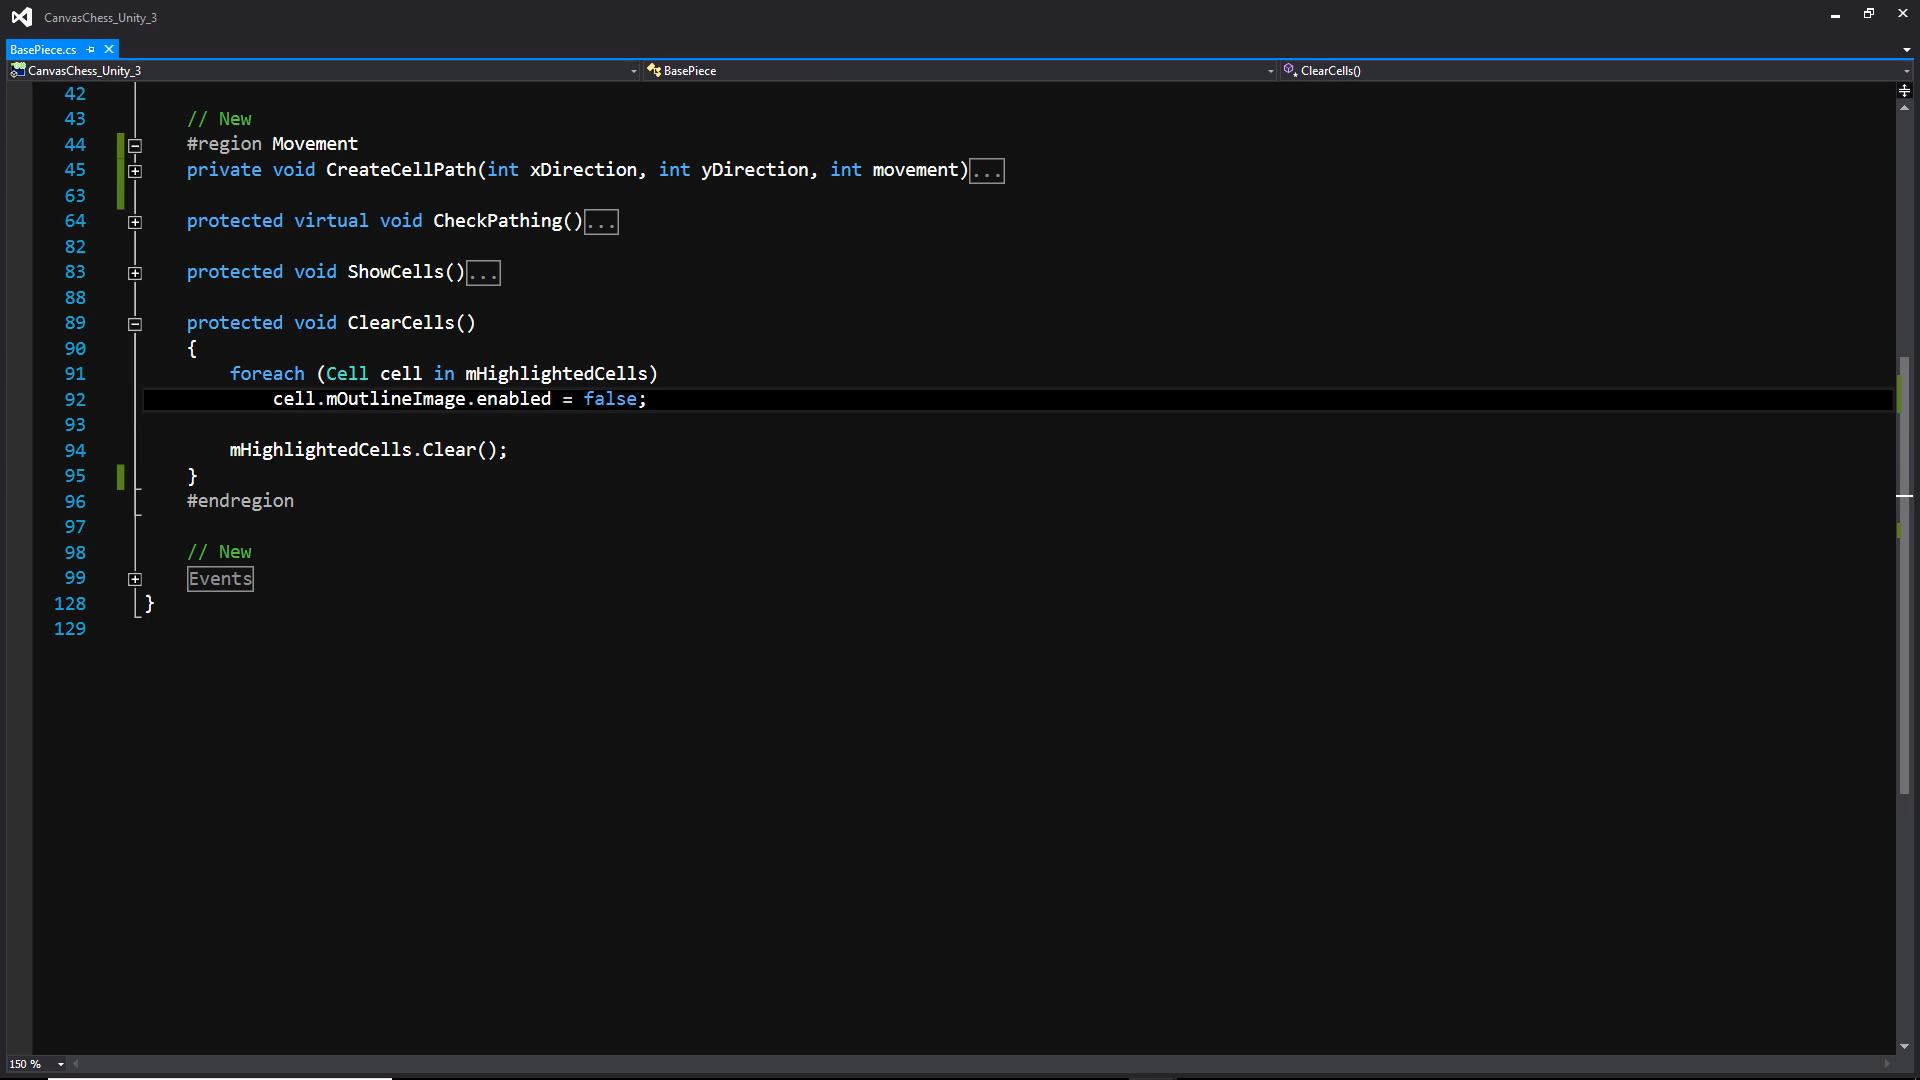 CanvasChess_Unity_3
BasePiece.cs
CanvasChess_Unity_3 BasePiece ClearCells()
42
43 // New
44 #region Movement
45 private void CreateCellPath(int xDirection, int yDirection, int movement)...
63
64 protected virtual void CheckPathing()...
82
83 protected void ShowCells()...
88
89 protected void ClearCells()
90 {
91 foreach (Cell cell in mHighlightedCells)
92 cell.mOutlineImage.enabled = false;
93
94 mHighlightedCells.Clear();
95 }
96 #endregion
97
98 // New
99 Events
128 }
129
150 %